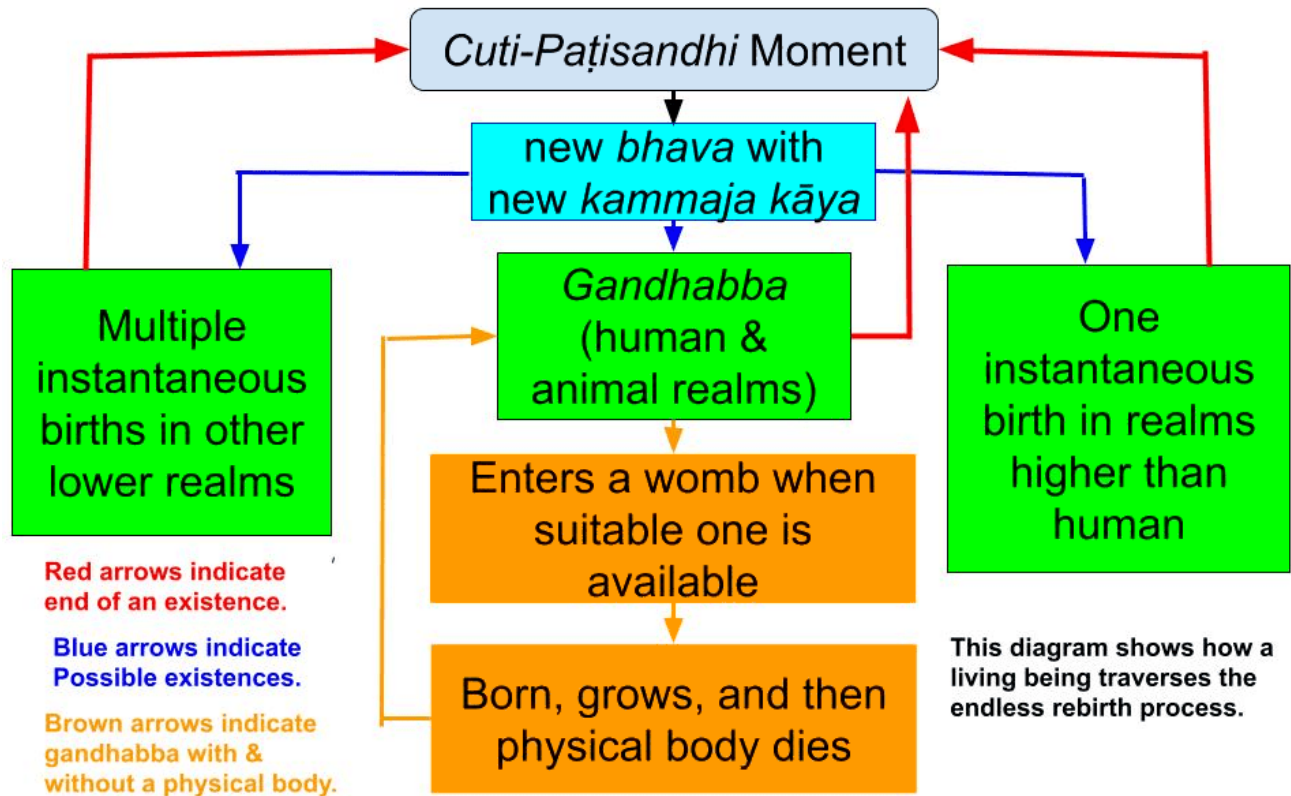 Cuti-Paṭisandhi Moment
new bhava with
new kammaja kāya
Multiple
instantaneous
births in other
lower realms
Gandhabba
(human &
animal realms)
One
instantaneous
birth in realms
higher than
human
Enters a womb when
suitable one is
available
Born, grows, and then
physical body dies
Red arrows indicate
end of an existence.
Blue arrows indicate
Possible existences.
Brown arrows indicate
gandhabba with &
without a physical body.
This diagram shows how a
living being traverses the
endless rebirth process.